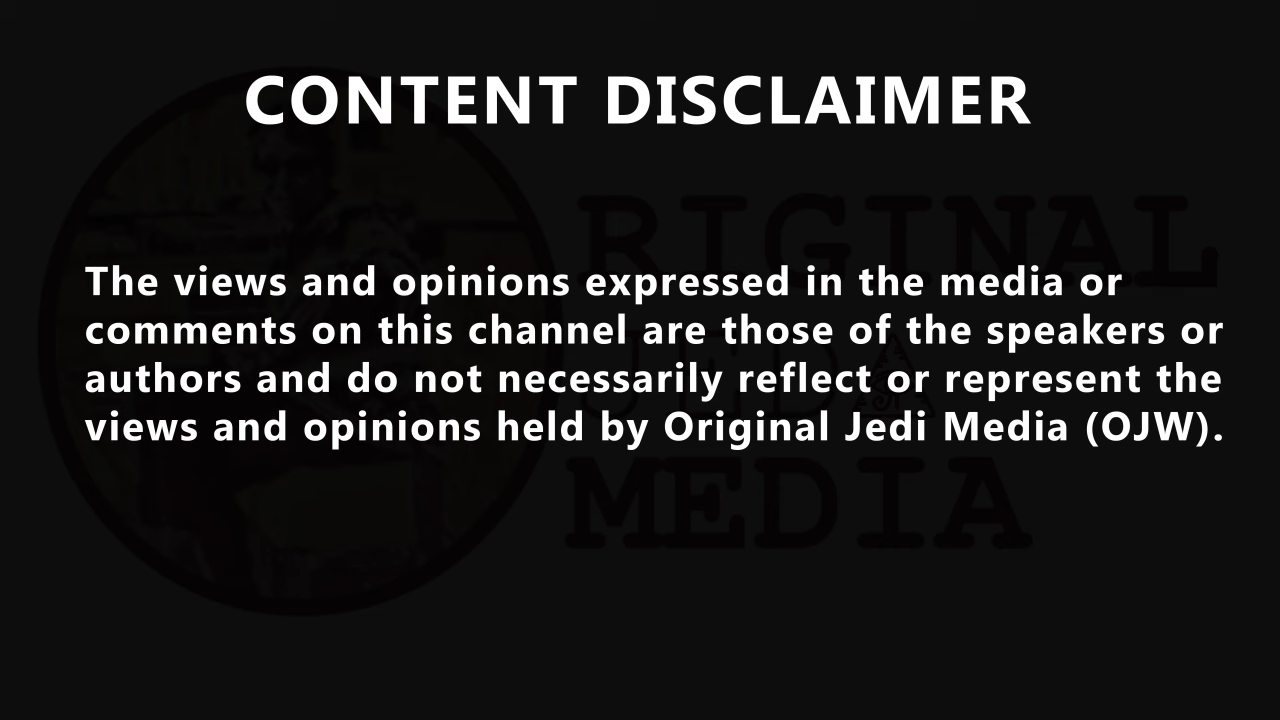 CONTENT DISCLAIMER
RIGINAL
The views and opinions expressed in the media or
comments on this channel are those of the speakers or
authors and do not necessarily reflect or represent the
views and opinions held by Original Jedi Media (OJW).
MEDIA